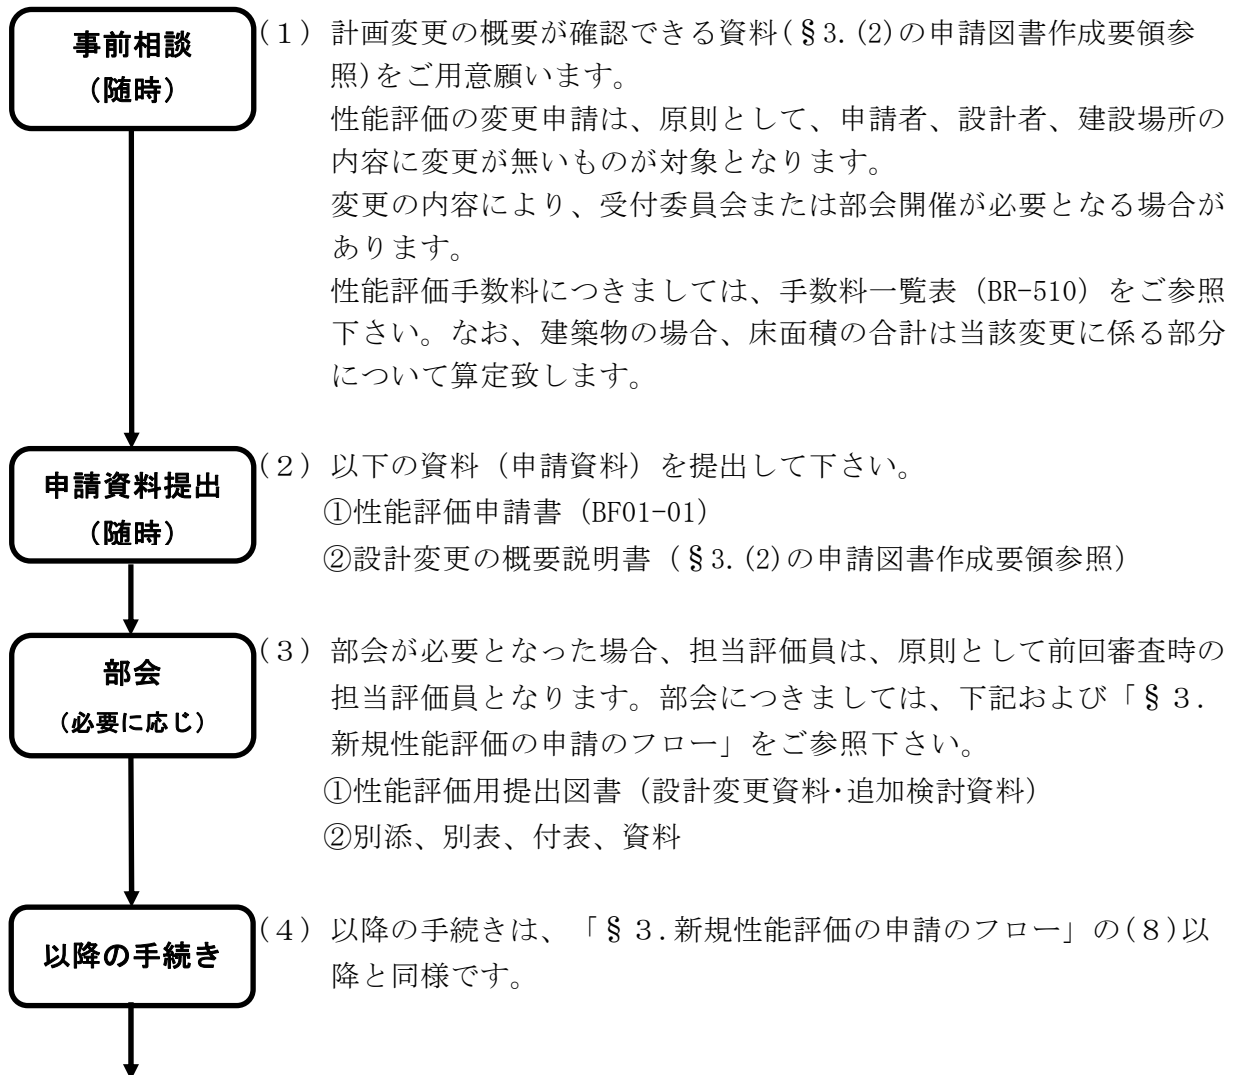 事前相談
(随時)
(１) 計画変更の概要が確認できる資料(§3.(2)の申請図書作成要領参
照)をご用意願います。
性能評価の変更申請は、原則として、申請者、設計者、建設場所の
内容に変更が無いものが対象となります。
変更の内容により、受付委員会または部会開催が必要となる場合が
あります。
性能評価手数料につきましては、手数料一覧表 (BR-510) をご参照
下さい。なお、建築物の場合、床面積の合計は当該変更に係る部分
について算定致します。
申請資料提出
(随時)
(２) 以下の資料 (申請資料) を提出して下さい。
①性能評価申請書 (BF01-01)
②設計変更の概要説明書 (§3.(2)の申請図書作成要領参照)
部会
(必要に応じ)
(３) 部会が必要となった場合、担当評価員は、原則として前回審査時の
担当評価員となります。部会につきましては、下記および「§３.
新規性能評価の申請のフロー」をご参照下さい。
①性能評価用提出図書 (設計変更資料･追加検討資料)
②別添、別表、付表、資料
以降の手続き
(４) 以降の手続きは、「§３.新規性能評価の申請のフロー」の(８)以
降と同様です。